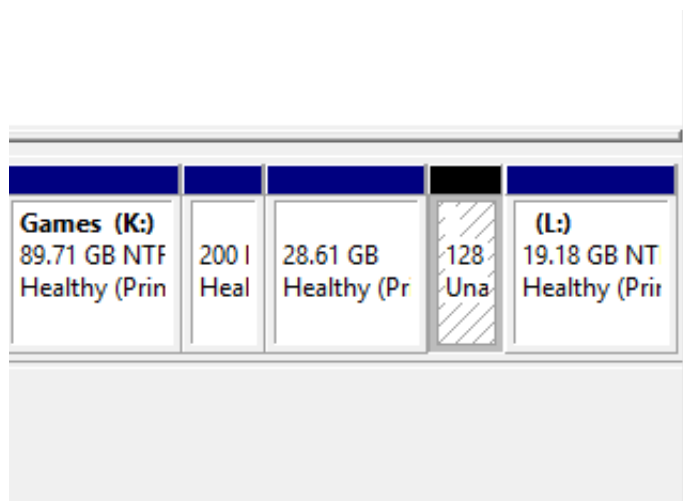 Games (K:)
89.71 GB NTF
Healthy (Prin
200 I
Heal
28.61 GB
Healthy (Pr
128
Una
(L:)
19.18 GB NT
Healthy (Prir